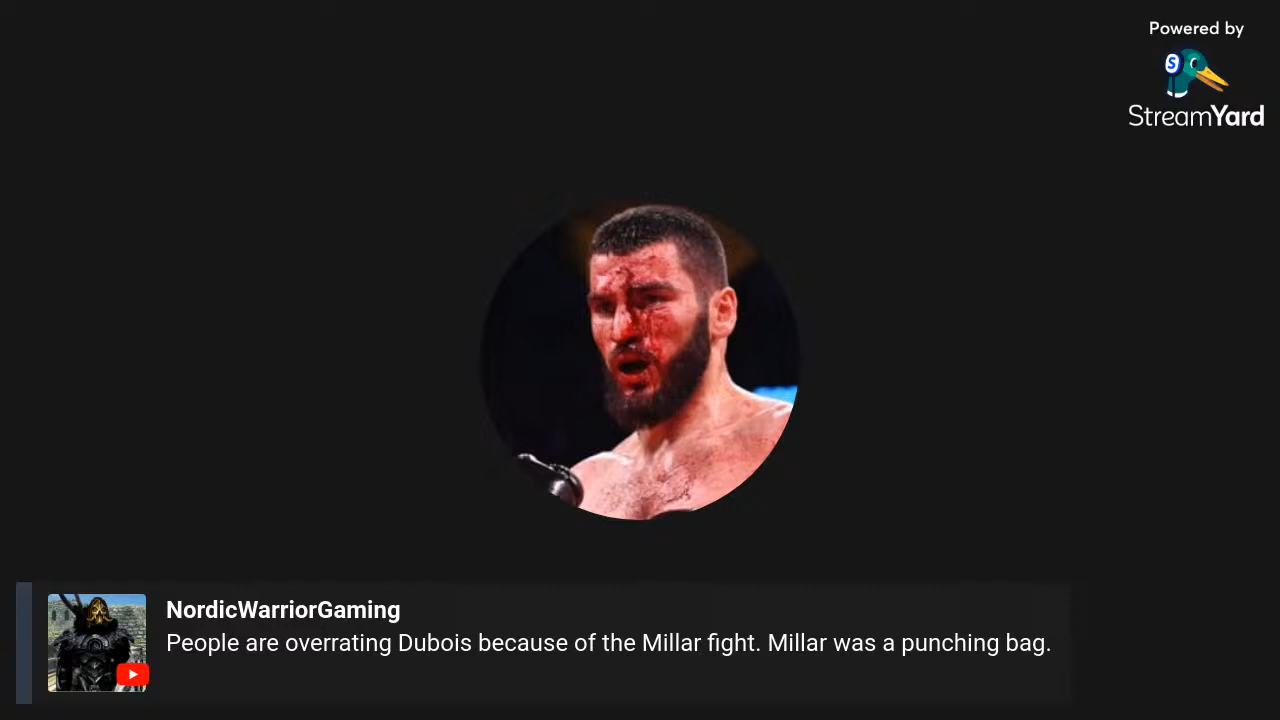 Powered by
S
StreamYard
NordicWarriorGaming
People are overrating Dubois because of the Millar fight. Millar was a punching bag.